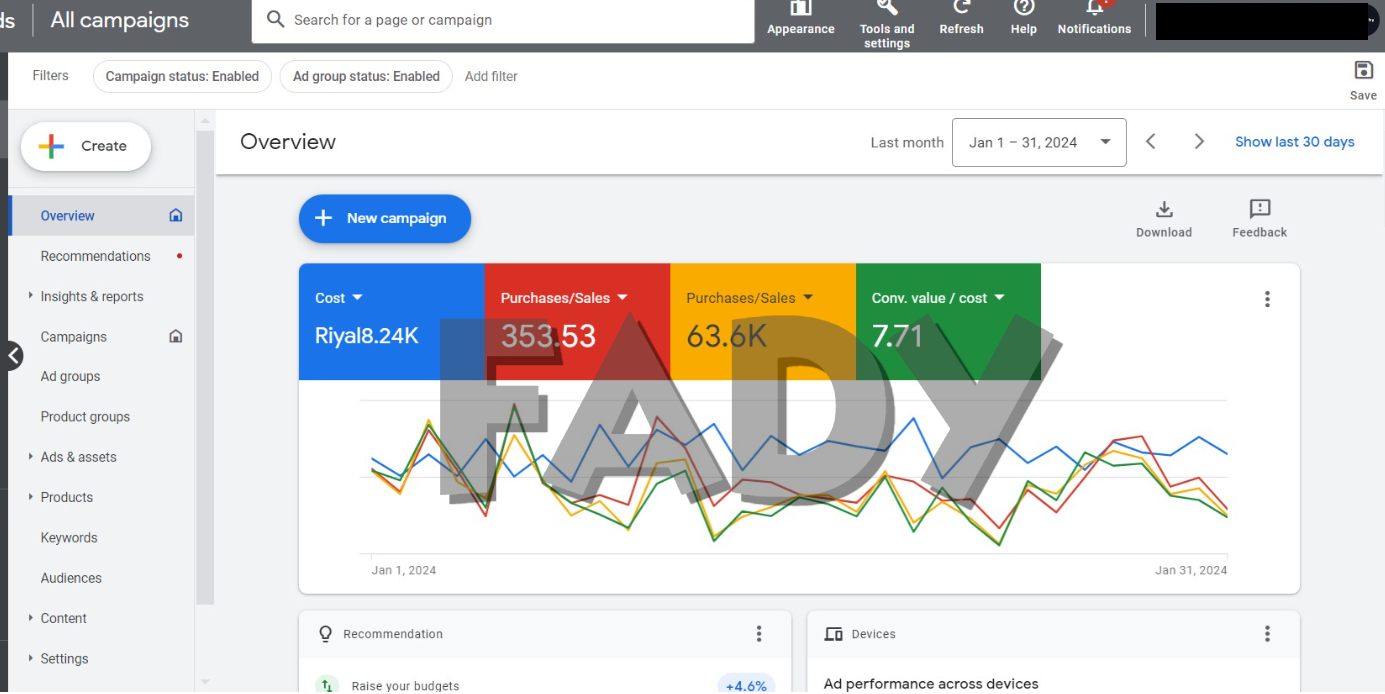 ds All campaigns
Search for a page or campaign
Appearance
Tools and
settings
Refresh
Help
Notifications
Filters
Campaign status: Enabled
Ad group status: Enabled
Add filter
Save
Create
Overview
Last month
Jan 1 – 31, 2024
Show last 30 days
New campaign
Download
Feedback
Overview
Recommendations
Insights & reports
Campaigns
Ad groups
Product groups
Ads & assets
Products
Keywords
Audiences
Content
Settings
Cost
Riyal8.24K
Purchases/Sales
353.53
Purchases/Sales
63.6K
Conv. value / cost
7.71
FADY
Jan 1, 2024
Jan 31, 2024
Recommendation
Raise your budgets
+4.6%
Devices
Ad performance across devices